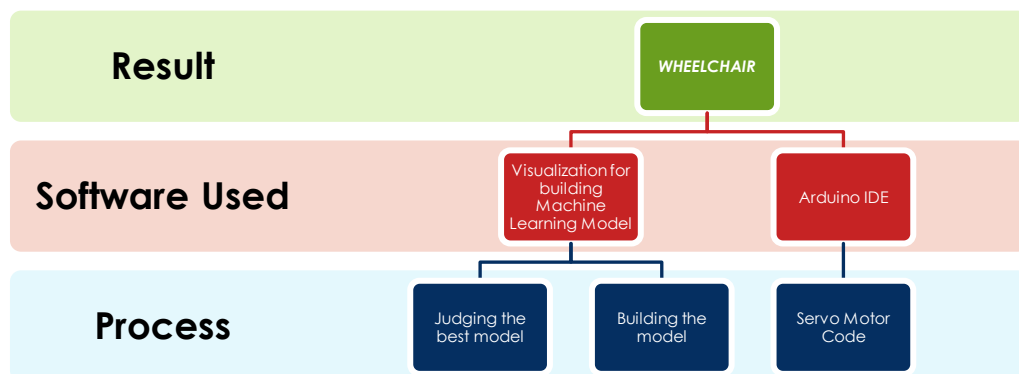 Result
WHEELCHAIR
Software Used
Visualization for
building
Machine
Learning Model
Arduino IDE
Process
Judging the
best model
Building the
model
Servo Motor
Code